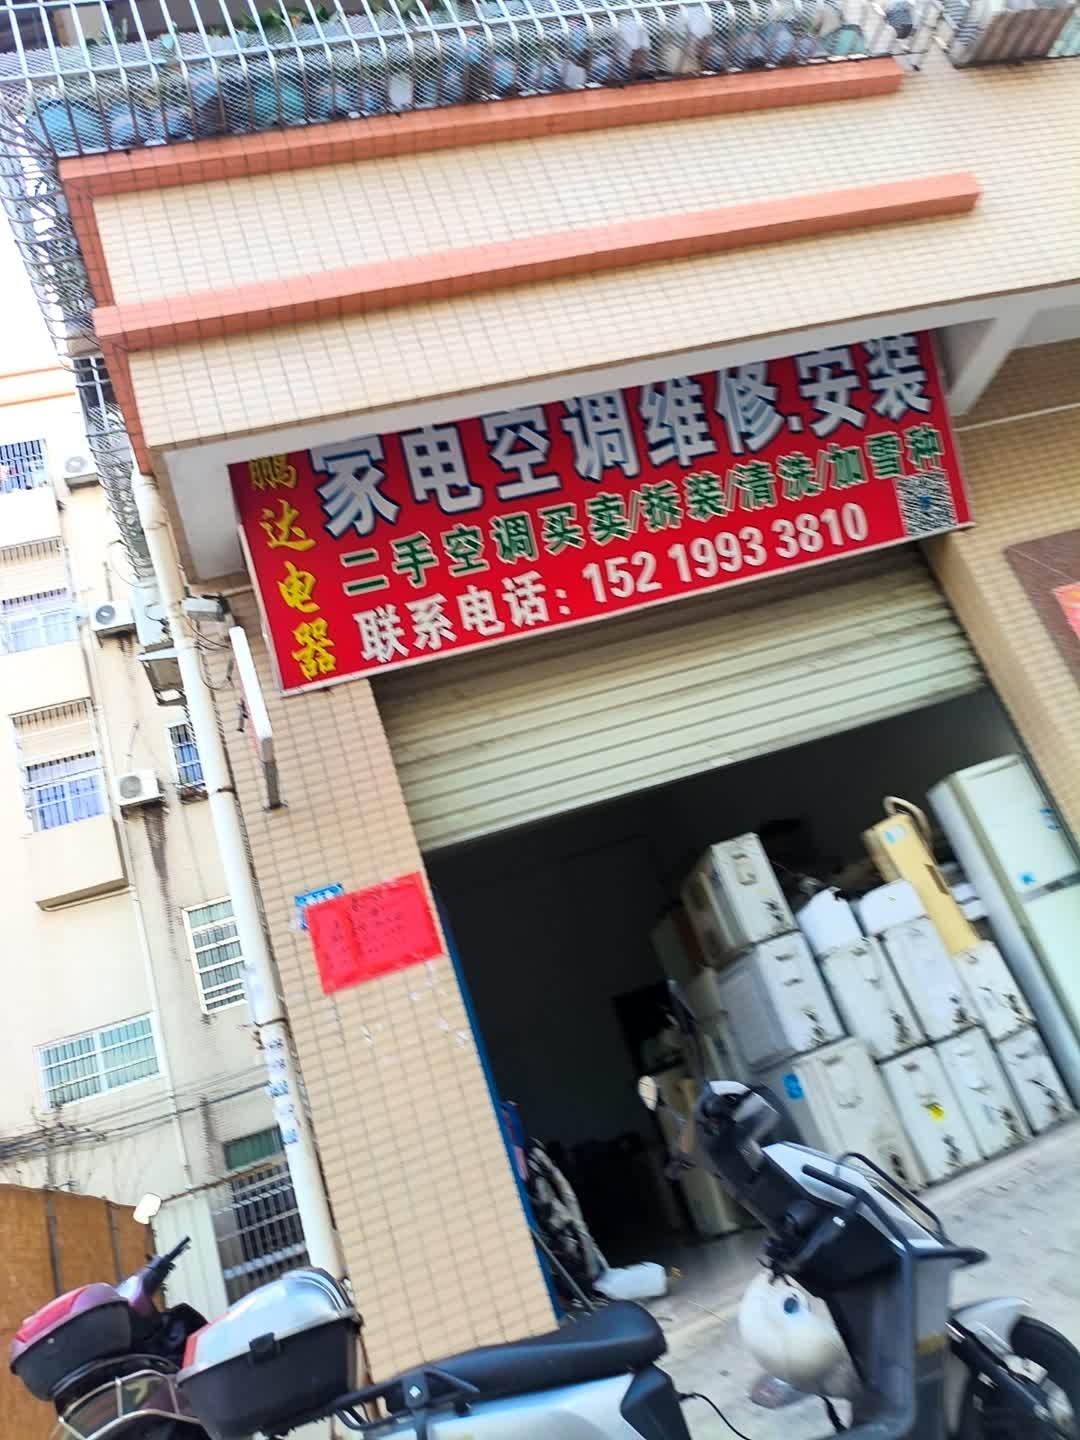 鹏达电器
家电空调维修.安装
二手空调买卖/拆装/清洗/加雪种
联系电话：152 1993 3810